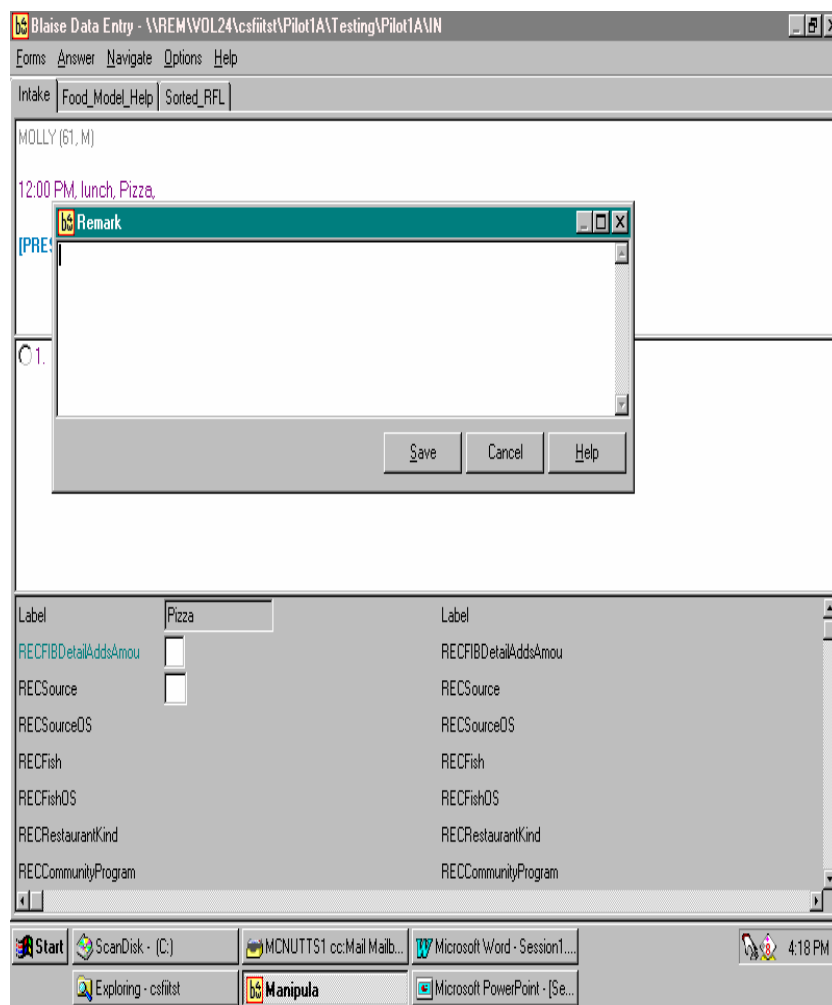 Blaise Data Entry - \\REM\VOL24\csfiitst\Pilot1A\Testing\Pilot1A\IN
Forms Answer Navigate Options Help
Intake Food_Model_Help Sorted_RFL
MOLLY (61, M)
12:00 PM, lunch, Pizza,
Remark
[PRES
1.
Save Cancel Help
Label Pizza Label
RECFIBDetailAddsAmou RECFIBDetailAddsAmou
RECSource RECSource
RECSourceOS RECSourceOS
RECFish RECFish
RECFishOS RECFishOS
RECRestaurantKind RECRestaurantKind
RECCommunityProgram RECCommunityProgram
Start ScanDisk - (C:) MCNUTTS1 cc:Mail Mailb... Microsoft Word - Session1.... 4:18 PM
Exploring - csfiitst Manipula Microsoft PowerPoint - [Se...